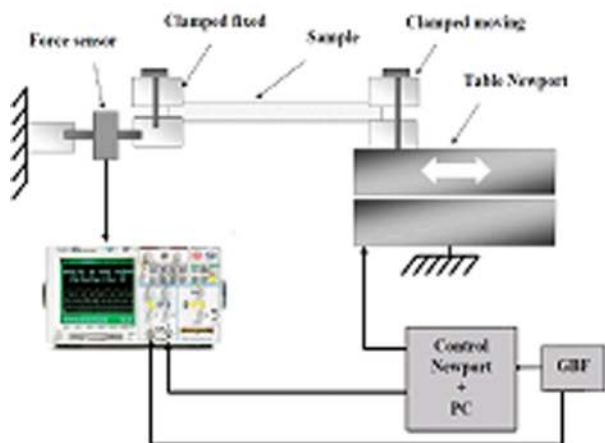 Clamped fixed
Clamped moving
Force sensor
Sample
Table Newport
Control
Newport
+
PC
GBF